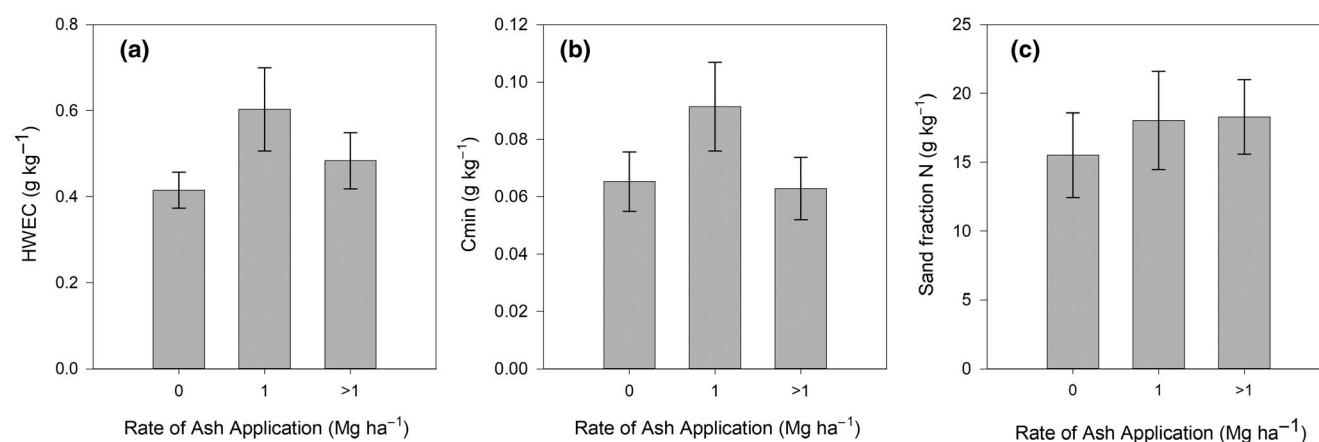 (a)
HWEC (g kg⁻¹)
0.8
0.6
0.4
0.2
0.0
0 1 >1
Rate of Ash Application (Mg ha⁻¹)
(b)
Cmin (g kg⁻¹)
0.12
0.10
0.08
0.06
0.04
0.02
0.00
0 1 >1
Rate of Ash Application (Mg ha⁻¹)
(c)
Sand fraction N (g kg⁻¹)
25
20
15
10
5
0
0 1 >1
Rate of Ash Application (Mg ha⁻¹)